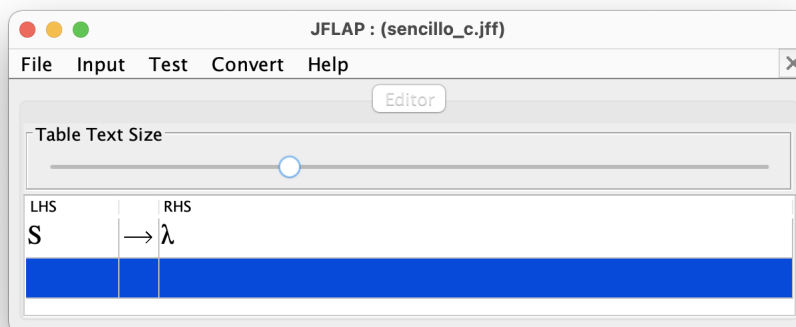 JFLAP : (sencillo_c.jff)
File Input Test Convert Help
Editor
Table Text Size
LHS RHS
S → λ